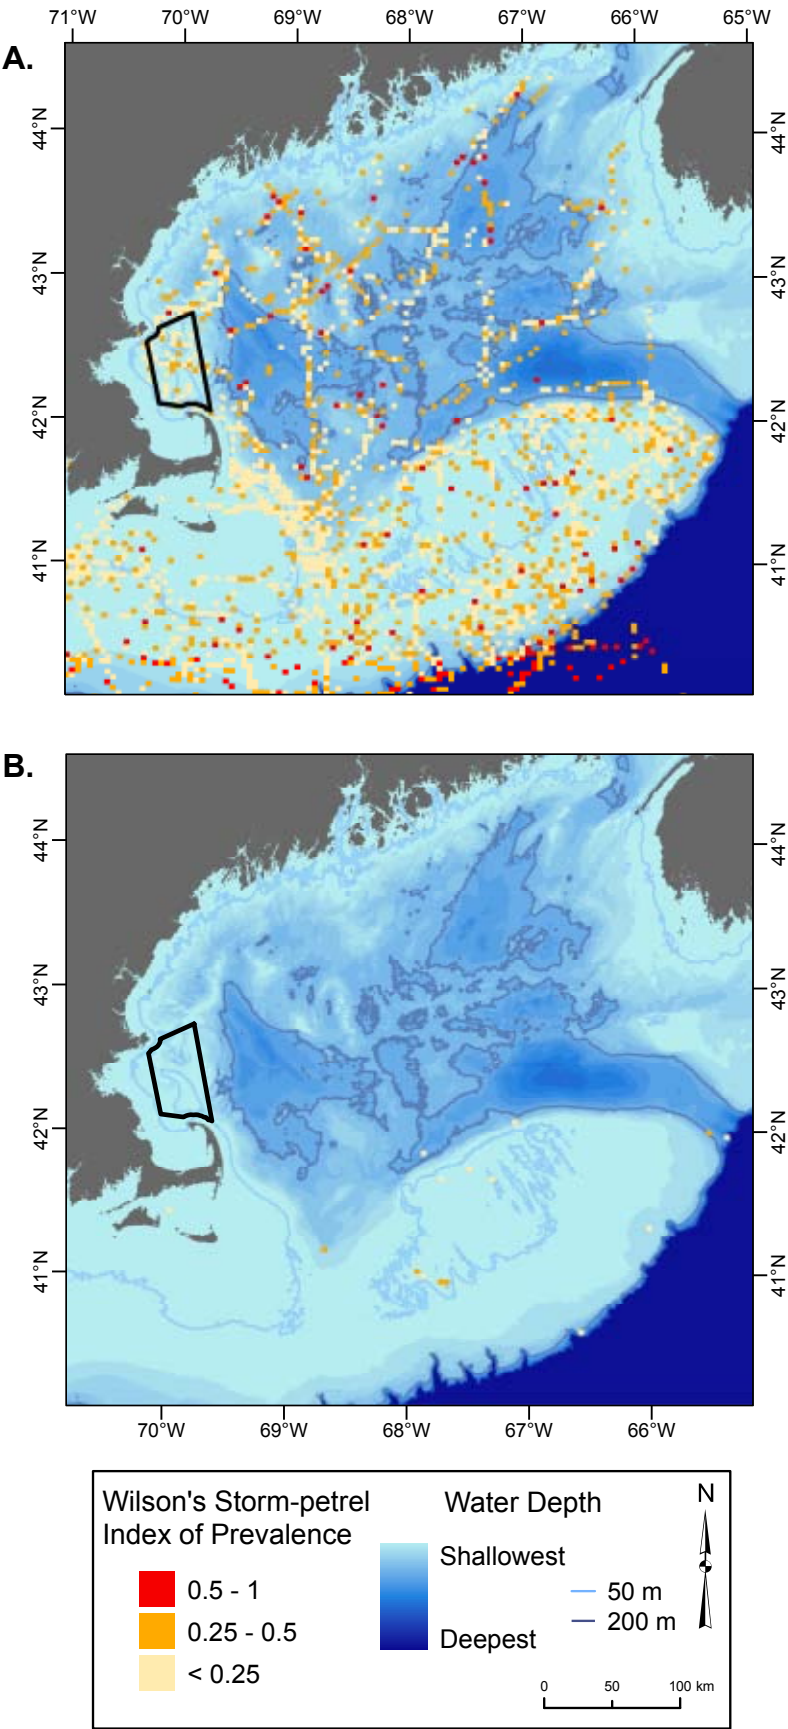 71°W 70°W 69°W 68°W 67°W 66°W 65°W
A.
44°N 44°N
43°N 43°N
42°N 42°N
41°N 41°N
B.
44°N 44°N
43°N 43°N
42°N 42°N
41°N 41°N
70°W 69°W 68°W 67°W 66°W
Wilson's Storm-petrel
Index of Prevalence
0.5 - 1
0.25 - 0.5
< 0.25
Water Depth
Shallowest
Deepest
50 m
200 m
N
0 50 100 km